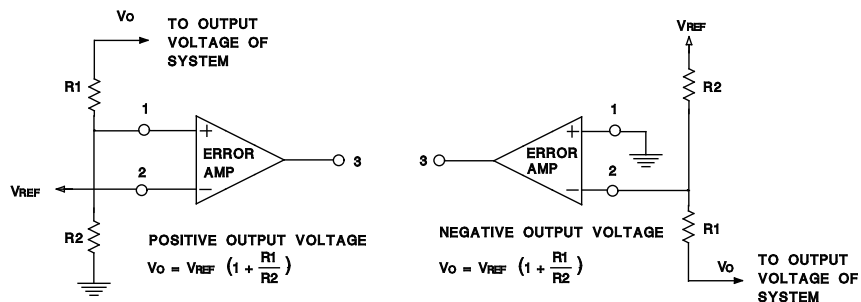 Vo
TO OUTPUT
VOLTAGE OF
SYSTEM
R1
1
+
ERROR
AMP
3
2
−
VREF
R2
POSITIVE OUTPUT VOLTAGE
Vo = VREF (1 + R1/R2)
VREF
R2
1
+
3
ERROR
AMP
2
−
NEGATIVE OUTPUT VOLTAGE
R1
Vo = VREF (1 + R1/R2)
Vo
TO OUTPUT
VOLTAGE OF
SYSTEM